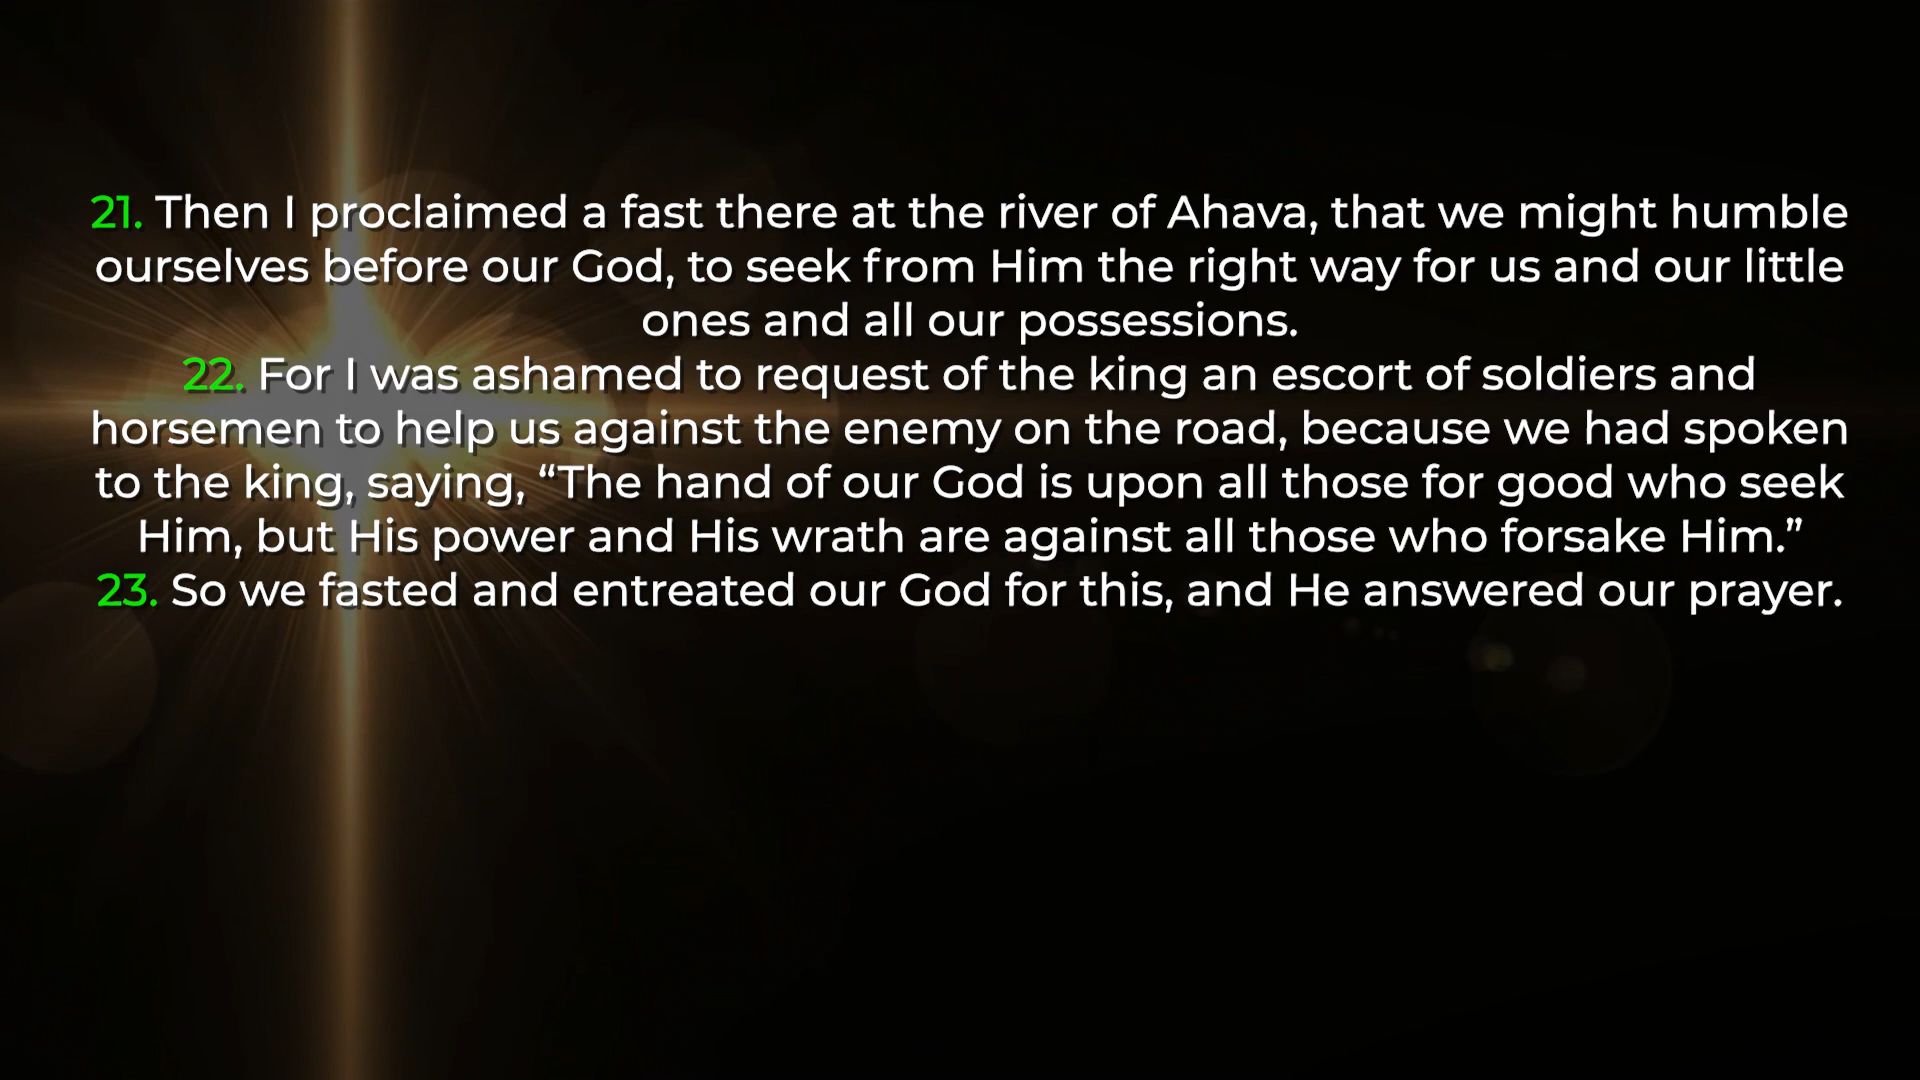 21. Then I proclaimed a fast there at the river of Ahava, that we might humble
ourselves before our God, to seek from Him the right way for us and our little
ones and all our possessions.
22. For I was ashamed to request of the king an escort of soldiers and
horsemen to help us against the enemy on the road, because we had spoken
to the king, saying, “The hand of our God is upon all those for good who seek
Him, but His power and His wrath are against all those who forsake Him.”
23. So we fasted and entreated our God for this, and He answered our prayer.